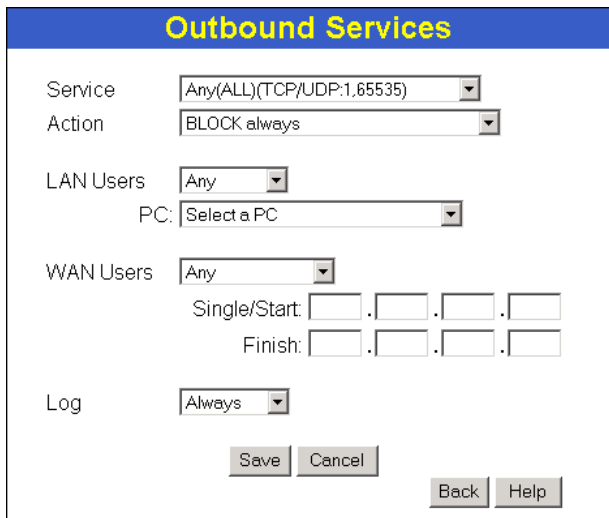 Outbound Services
Service Any(ALL)(TCP/UDP:1,65535)
Action BLOCK always
LAN Users Any
PC: Select a PC
WAN Users Any
Single/Start: . . .
Finish: . . .
Log Always
Save Cancel
Back Help